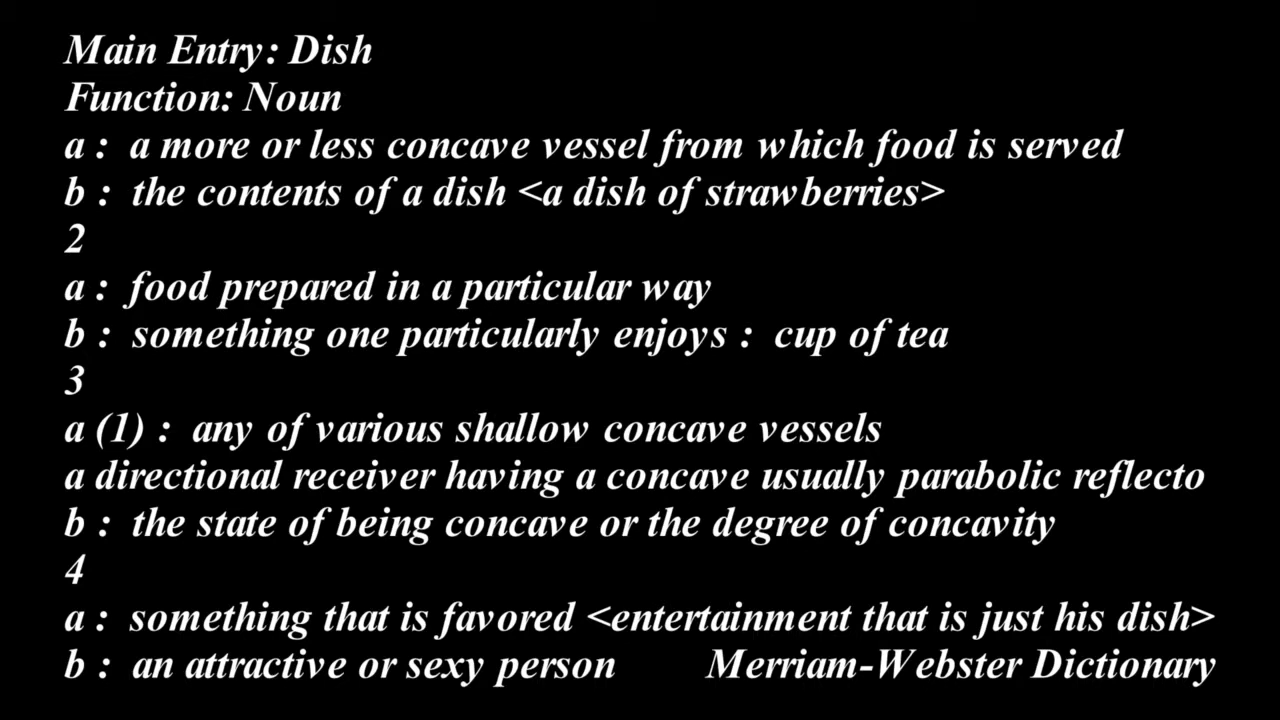 Main Entry: Dish
Function: Noun
a : a more or less concave vessel from which food is served
b : the contents of a dish <a dish of strawberries>
2
a : food prepared in a particular way
b : something one particularly enjoys : cup of tea
3
a (1) : any of various shallow concave vessels
a directional receiver having a concave usually parabolic reflecto
b : the state of being concave or the degree of concavity
4
a : something that is favored <entertainment that is just his dish>
b : an attractive or sexy person Merriam-Webster Dictionary